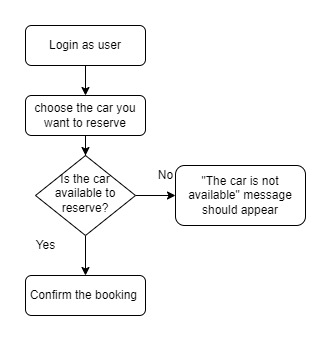 Login as user
choose the car you
want to reserve
Is the car
available to
reserve?
No
"The car is not
available" message
should appear
Yes
Confirm the booking